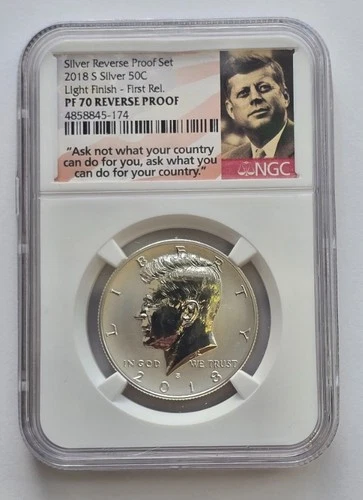 Silver Reverse Proof Set
2018 S Silver 50C
Light Finish - First Rel.
PF 70 REVERSE PROOF
4858845-174
"Ask not what your country
can do for you, ask what you
can do for your country."
NGC
LIBERTY
IN GOD WE TRUST
S
2018